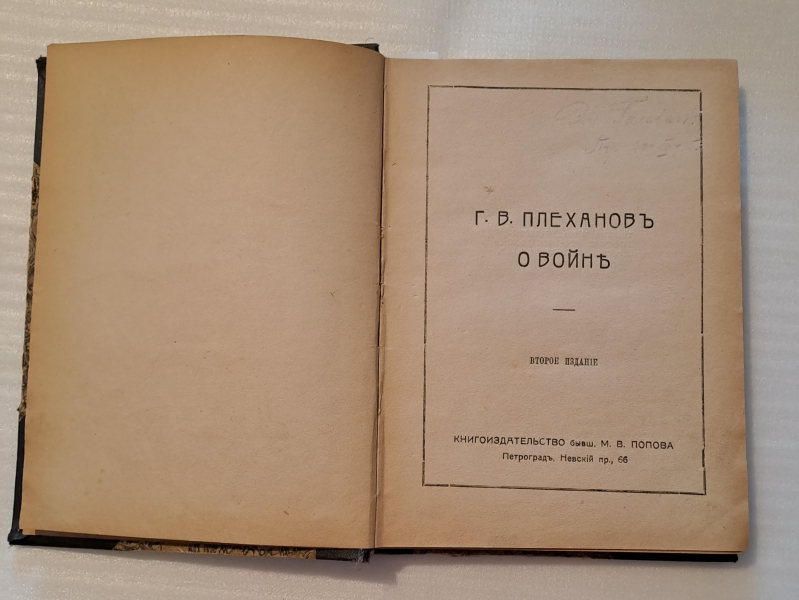 Г. В. ПЛЕХАНОВЪ
О ВОЙНѢ
ВТОРОЕ ИЗДАНІЕ
КНИГОИЗДАТЕЛЬСТВО бывш. М. В. ПОПОВА
Петроградъ, Невскій пр., 66